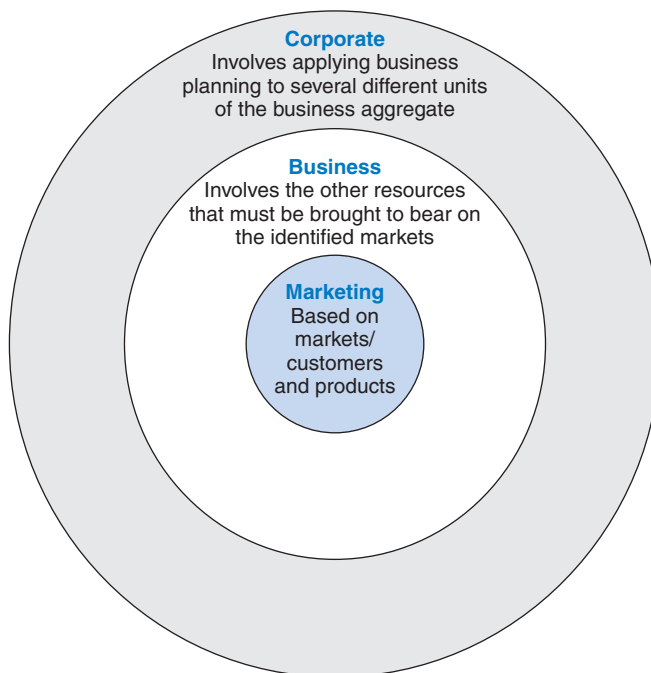 Corporate
Involves applying business
planning to several different units
of the business aggregate
Business
Involves the other resources
that must be brought to bear on
the identified markets
Marketing
Based on
markets/
customers
and products